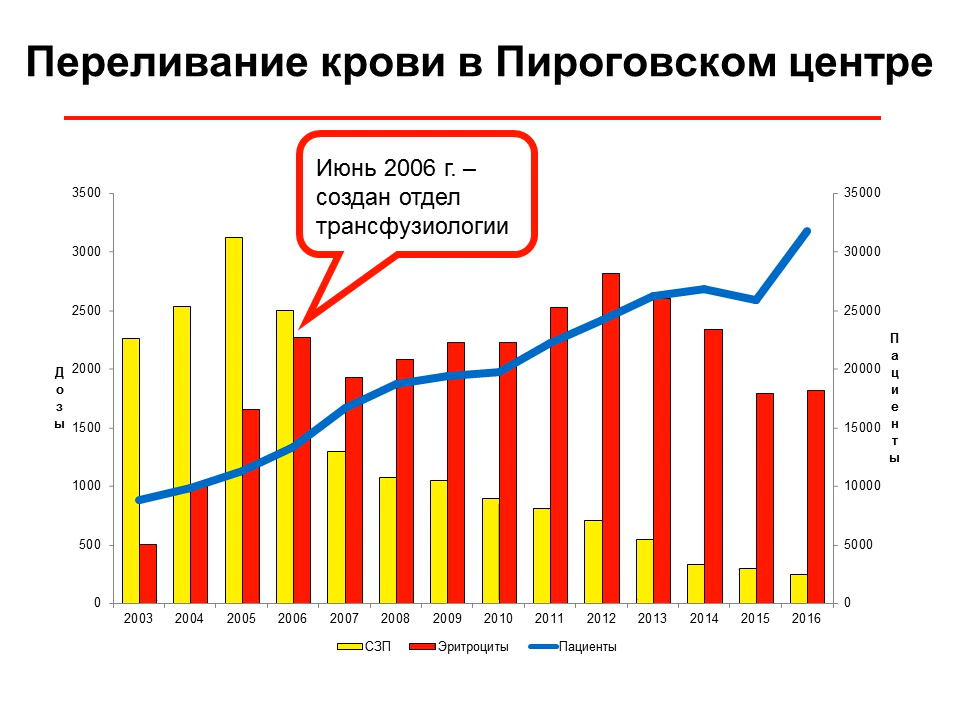 Переливание крови в Пироговском центре
Июнь 2006 г. –
создан отдел
трансфузиологии
3500
3000
2500
2000
1500
1000
500
0
Дозы
35000
30000
25000
20000
15000
10000
5000
0
Пациенты
2003 2004 2005 2006 2007 2008 2009 2010 2011 2012 2013 2014 2015 2016
СЗП Эритроциты Пациенты